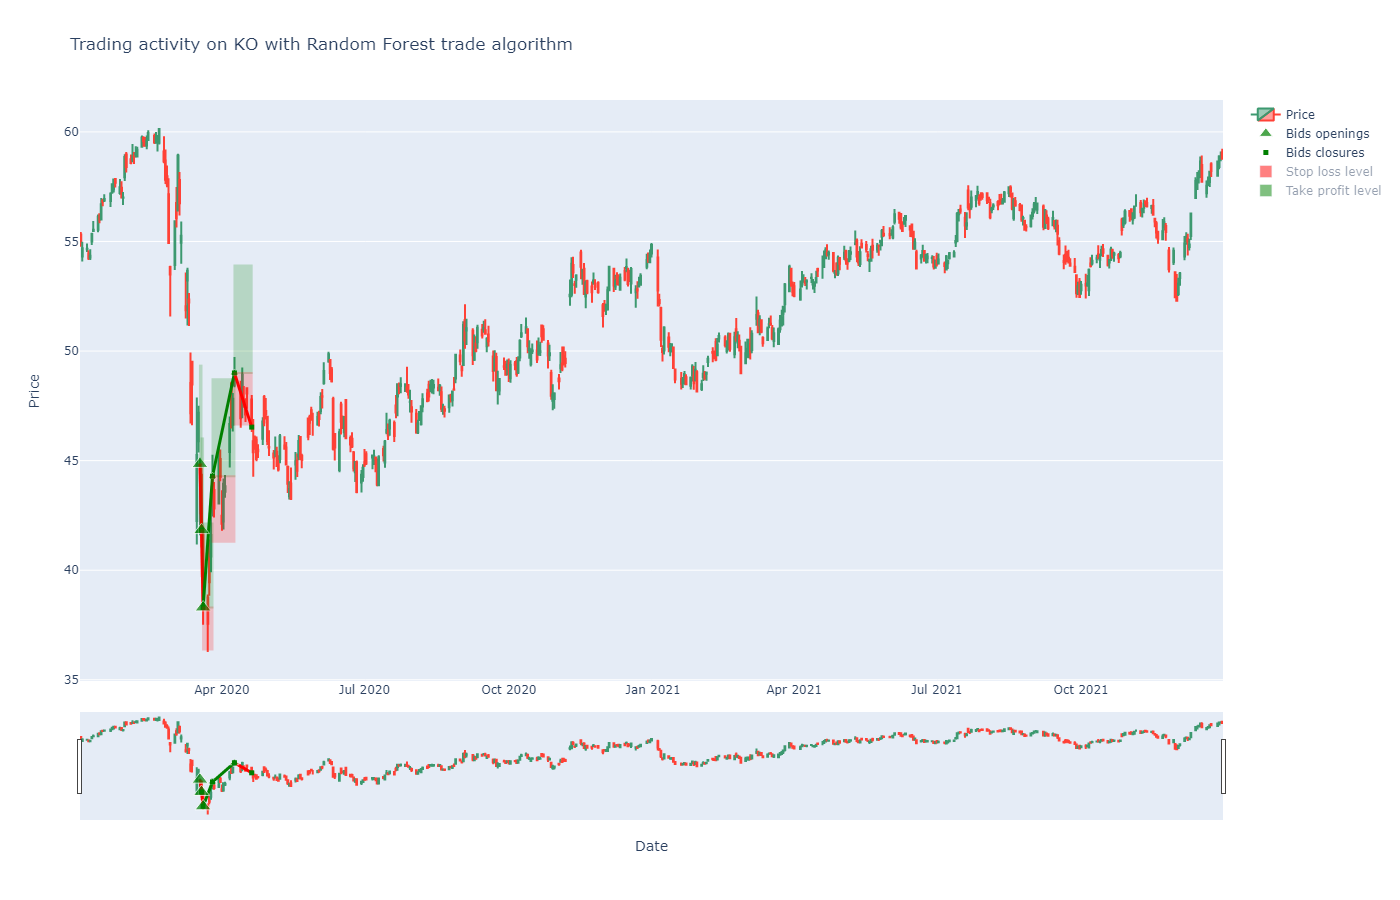 Trading activity on KO with Random Forest trade algorithm
Price
Bids openings
Bids closures
Stop loss level
Take profit level
60
55
50
45
40
35
Price
Apr 2020
Jul 2020
Oct 2020
Jan 2021
Apr 2021
Jul 2021
Oct 2021
Date